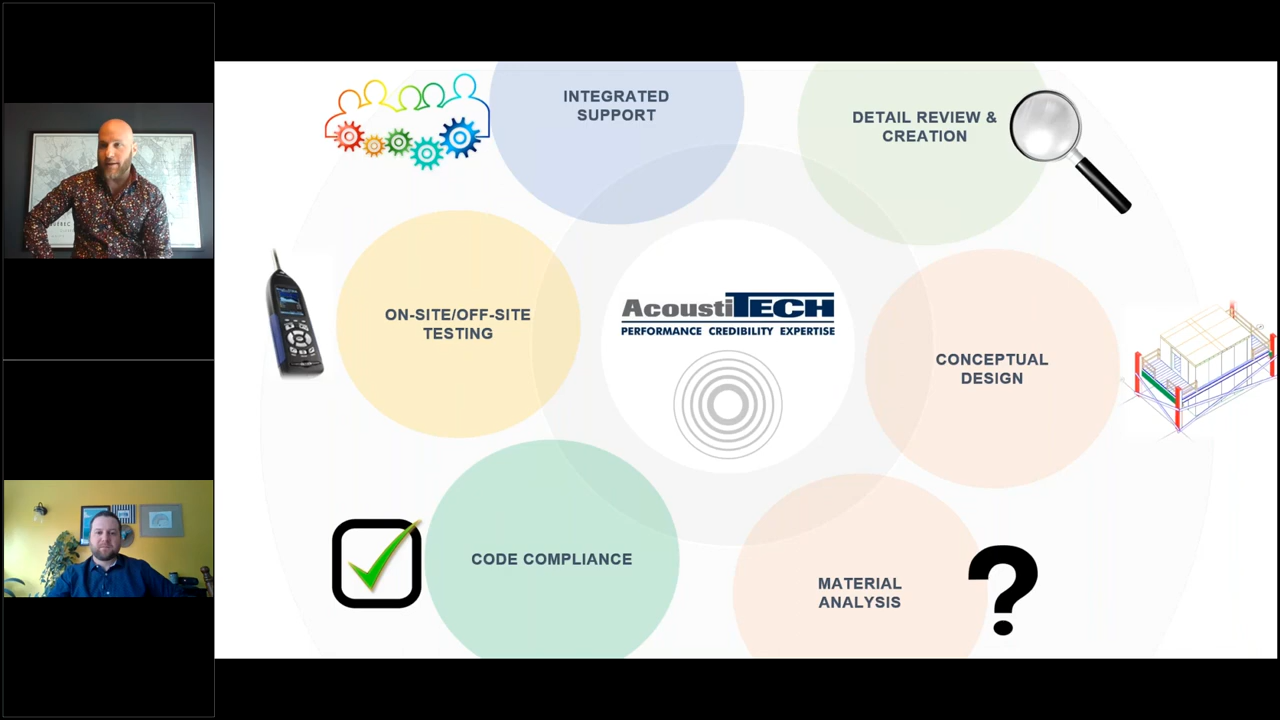 INTEGRATED
SUPPORT
DETAIL REVIEW &
CREATION
ON-SITE/OFF-SITE
TESTING
AcoustiTECH
PERFORMANCE CREDIBILITY EXPERTISE
CONCEPTUAL
DESIGN
CODE COMPLIANCE
MATERIAL
ANALYSIS
?